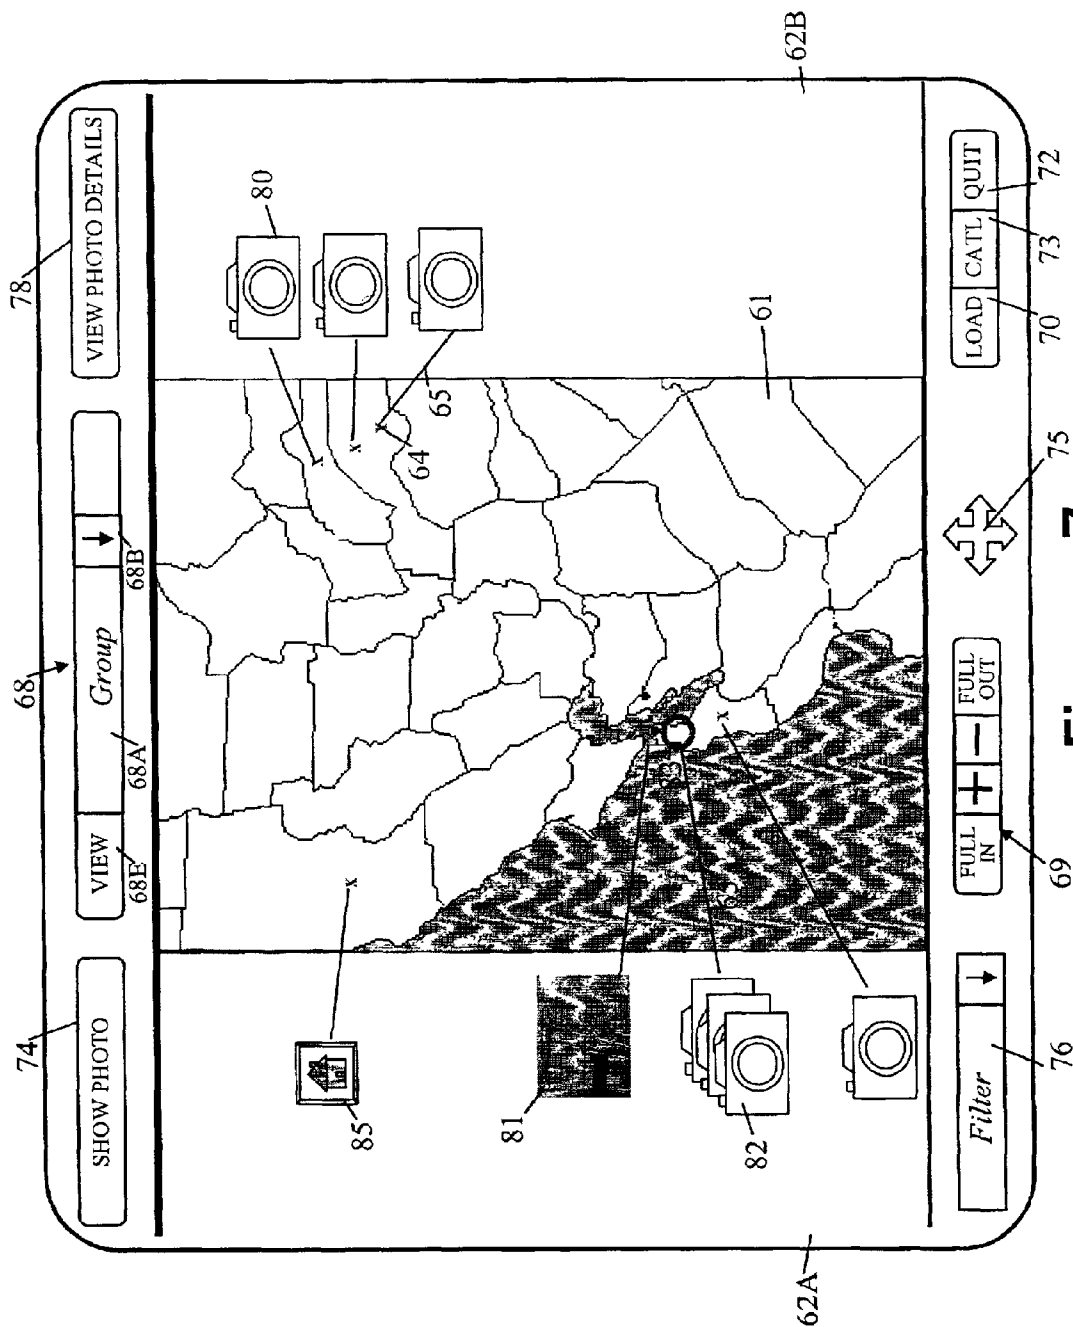 74
68
78
SHOW PHOTO
VIEW
Group
VIEW PHOTO DETAILS
68E
68A
68B
62A
62B
85
81
82
83
80
64
65
61
Filter
FULL IN
+
−
FULL OUT
LOAD
CATL
QUIT
76
69
75
70
73
72